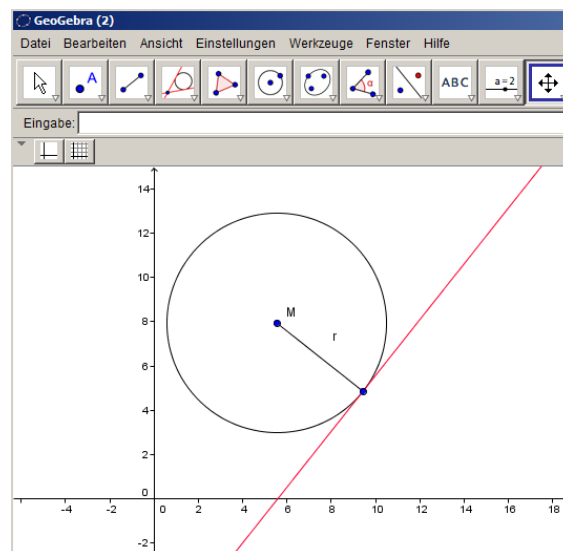 GeoGebra (2)
Datei Bearbeiten Ansicht Einstellungen Werkzeuge Fenster Hilfe
A α ABC a=2
Eingabe:
14
12
10
8
6
4
2
0
-2
M
r
-4 -2 0 2 4 6 8 10 12 14 16 18